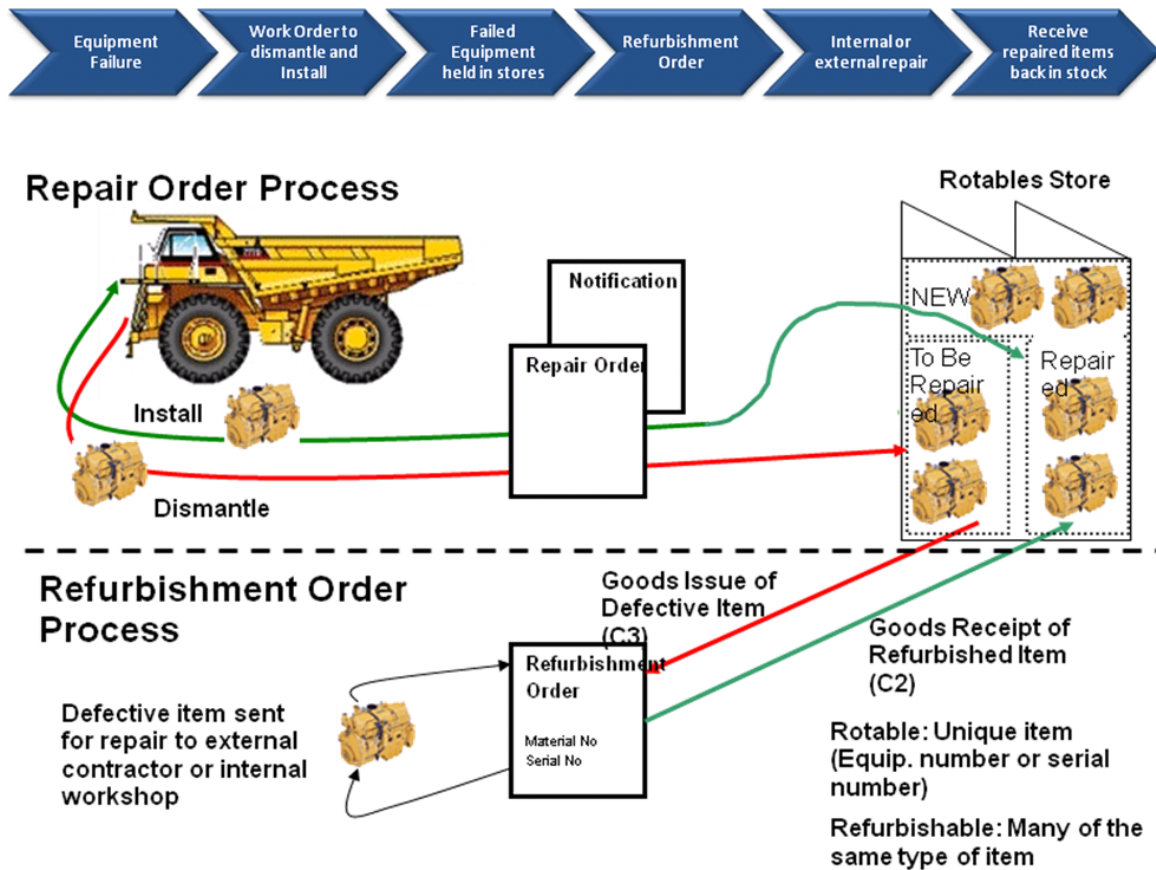 Equipment
Failure
Work Order to
dismantle and
Install
Failed
Equipment
held in stores
Refurbishment
Order
Internal or
external repair
Receive
repaired items
back in stock
Repair Order Process
Rotables Store
Notification
NEW
Repair Order
To Be
Repair
ed
Repair
ed
Install
Dismantle
Refurbishment Order
Process
Goods Issue of
Defective Item
(C3)
Goods Receipt of
Refurbished Item
(C2)
Refurbishment
Order
Material No
Serial No
Defective item sent
for repair to external
contractor or internal
workshop
Rotable: Unique item
(Equip. number or serial
number)
Refurbishable: Many of the
same type of item